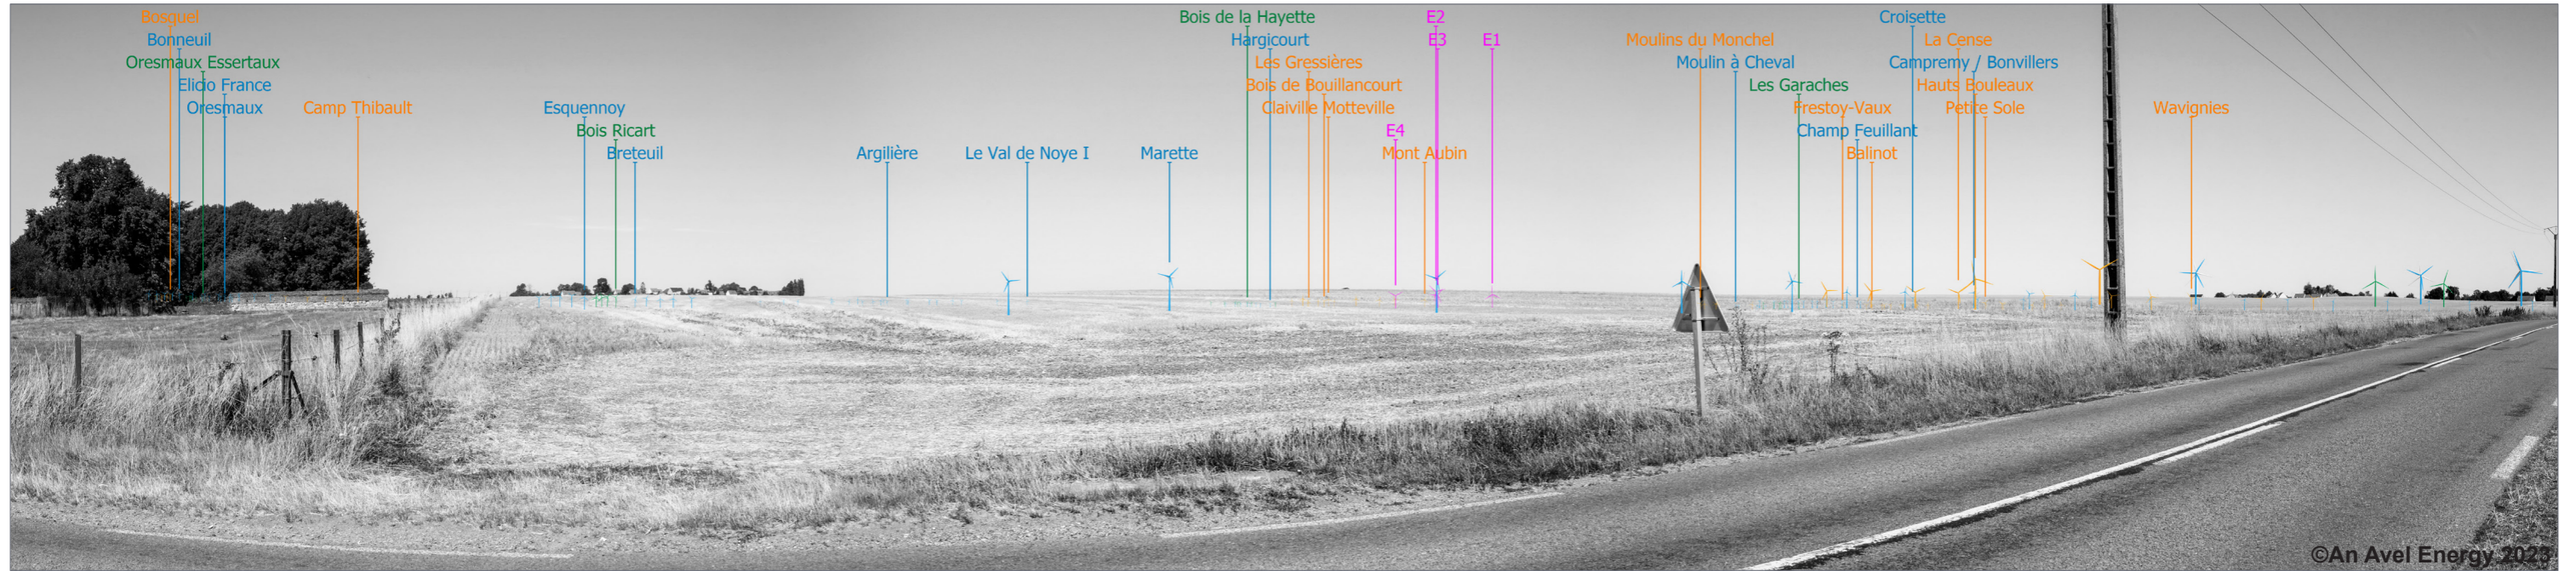 Bosquel
Bonneuil
Oresmaux Essertaux
Elicio France
Oresmaux
Camp Thibault
Esquennoy
Bois Ricart
Breteuil
Argilière
Le Val de Noye I
Marette
Bois de la Hayette
Hargicourt
Les Gressières
Bois de Bouillancourt
Claiville Motteville
E4
Mont Aubin
E2
E3
E1
Moulins du Monchel
Moulin à Cheval
Les Garaches
Frestoy-Vaux
Champ Feuillant
Balinot
Croisette
La Cense
Campremy / Bonvillers
Hauts Bouleaux
Petite Sole
Wavignies
©An Avel Energy 2023